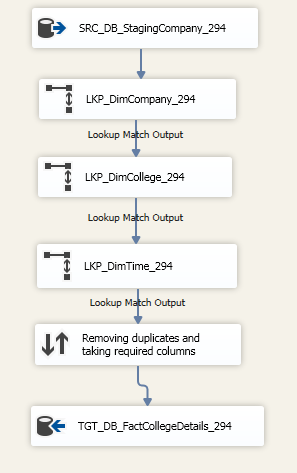 SRC_DB_StagingCompany_294
LKP_DimCompany_294
Lookup Match Output
LKP_DimCollege_294
Lookup Match Output
LKP_DimTime_294
Lookup Match Output
Removing duplicates and
taking required columns
TGT_DB_FactCollegeDetails_294